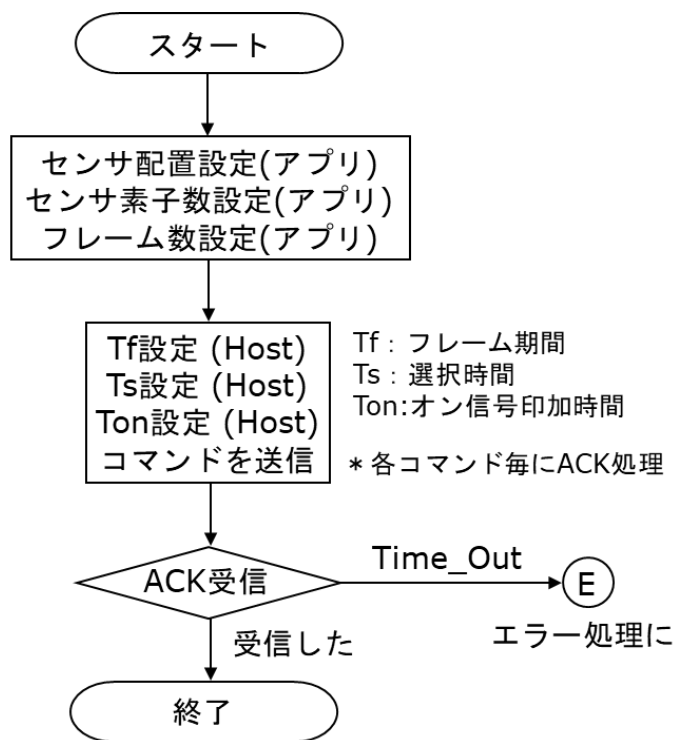 スタート
センサ配置設定(アプリ)
センサ素子数設定(アプリ)
フレーム数設定(アプリ)
Tf設定 (Host)
Ts設定 (Host)
Ton設定 (Host)
コマンドを送信
Tf：フレーム期間
Ts：選択時間
Ton:オン信号印加時間
＊各コマンド毎にACK処理
ACK受信
Time_Out
E
エラー処理に
受信した
終了